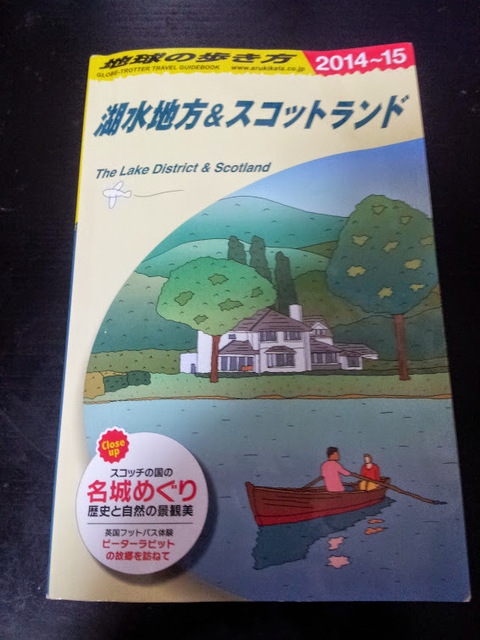 地球の歩き方
GLOBE-TROTTER TRAVEL GUIDEBOOK
www.arukikata.co.jp
2014~15
湖水地方&スコットランド
The Lake District & Scotland
Close up
スコッチの国の
名城めぐり
歴史と自然の景観美
英国フットパス体験
ピーターラビット
の故郷を訪ねて